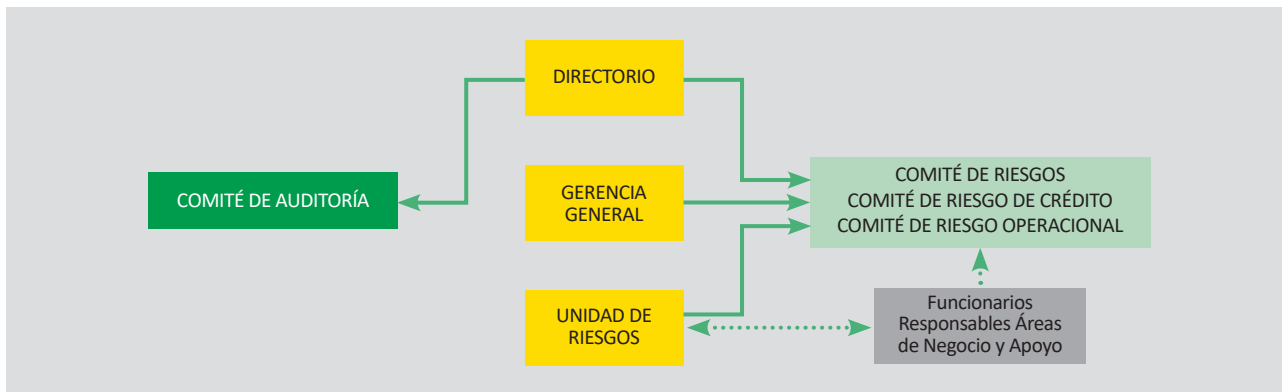 DIRECTORIO
COMITÉ DE AUDITORÍA
GERENCIA
GENERAL
COMITÉ DE RIESGOS
COMITÉ DE RIESGO DE CRÉDITO
COMITÉ DE RIESGO OPERACIONAL
UNIDAD DE
RIESGOS
Funcionarios
Responsables Áreas
de Negocio y Apoyo